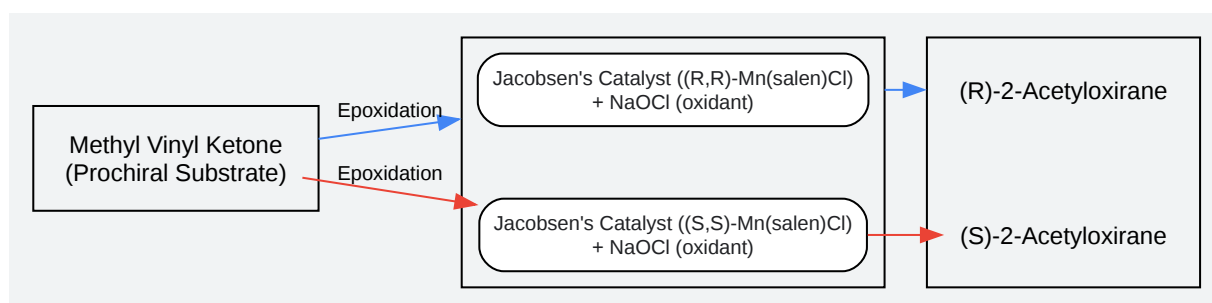 Methyl Vinyl Ketone
(Prochiral Substrate)
Epoxidation
Epoxidation
Jacobsen's Catalyst ((R,R)-Mn(salen)Cl)
+ NaOCl (oxidant)
Jacobsen's Catalyst ((S,S)-Mn(salen)Cl)
+ NaOCl (oxidant)
(R)-2-Acetyloxirane
(S)-2-Acetyloxirane